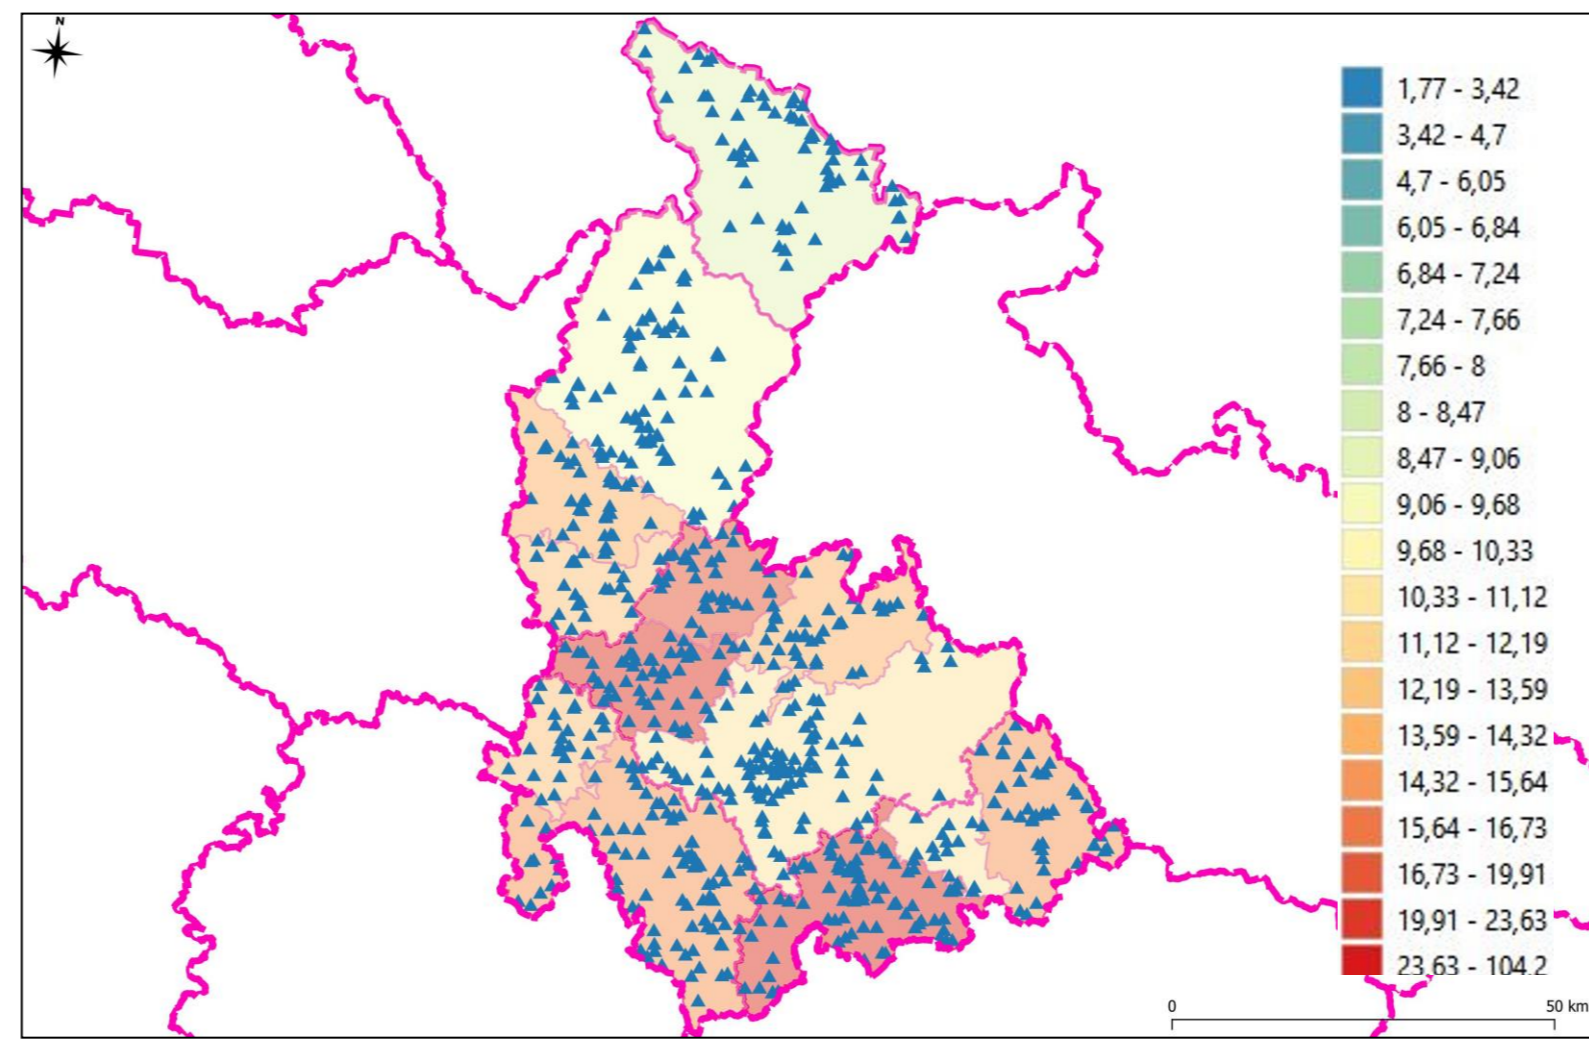 N
1,77 - 3,42
3,42 - 4,7
4,7 - 6,05
6,05 - 6,84
6,84 - 7,24
7,24 - 7,66
7,66 - 8
8 - 8,47
8,47 - 9,06
9,06 - 9,68
9,68 - 10,33
10,33 - 11,12
11,12 - 12,19
12,19 - 13,59
13,59 - 14,32
14,32 - 15,64
15,64 - 16,73
16,73 - 19,91
19,91 - 23,63
23,63 - 104,2
0 50 km